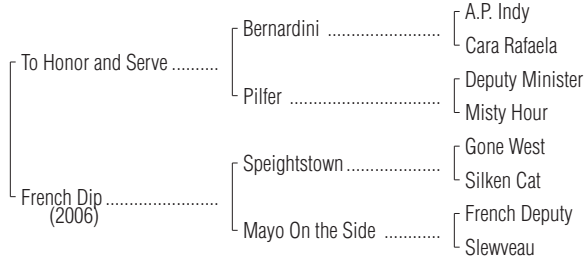 A.P. Indy
Bernardini ....................
Cara Rafaela
To Honor and Serve ..........
Deputy Minister
Pilfer ...........................
Misty Hour
Gone West
Speightstown.................
Silken Cat
French Dip .....................
(2006)
French Deputy
Mayo On the Side ............
Slewveau